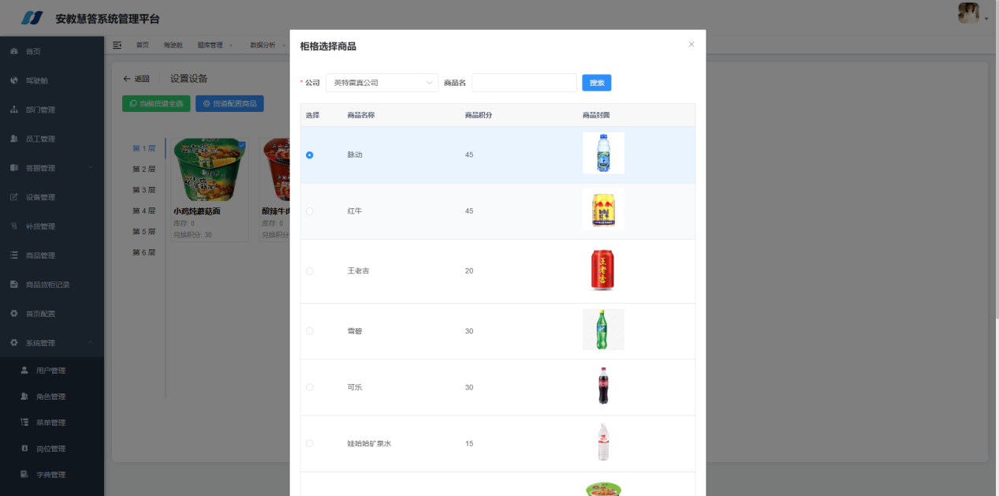 安教慧答系统管理平台
首页
驾驶舱
部门管理
员工管理
答题管理
设备管理
补货管理
商品管理
商品货柜记录
首页配置
系统管理
用户管理
角色管理
菜单管理
岗位管理
字典管理
首页 驾驶舱 题库管理 × 数据分析 ×
返回 设置设备
当前货道全选 货道配置商品
第 1 层
第 2 层
第 3 层
第 4 层
第 5 层
第 6 层
小鸡炖蘑菇面
库存: 0
兑换积分: 30
酸辣牛肉
库存: 0
兑换积分
柜格选择商品
* 公司 英特雷真公司 商品名 搜索
选择 商品名称 商品积分 商品封面
脉动 45
红牛 45
王老吉 20
雪碧 30
可乐 30
娃哈哈矿泉水 15
红牛
王老吉